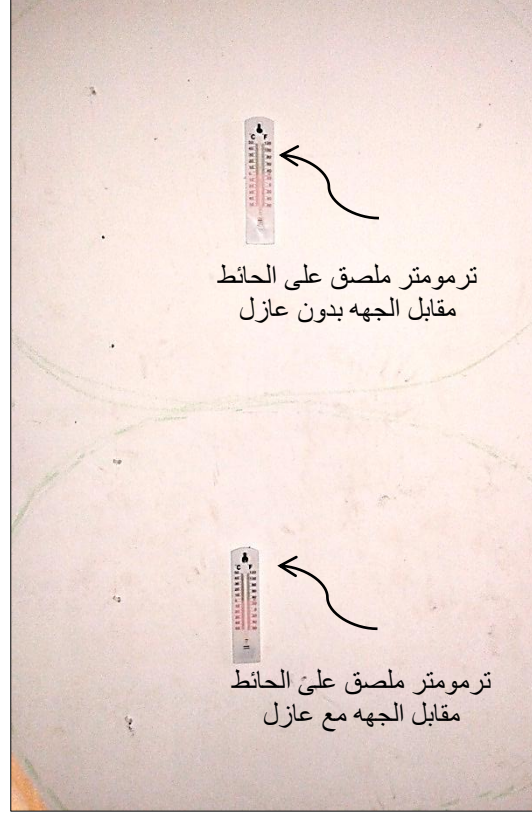 C F
ترمومتر ملصق على الحائط
مقابل الجهه بدون عازل
C F
ترمومتر ملصق على الحائط
مقابل الجهه مع عازل